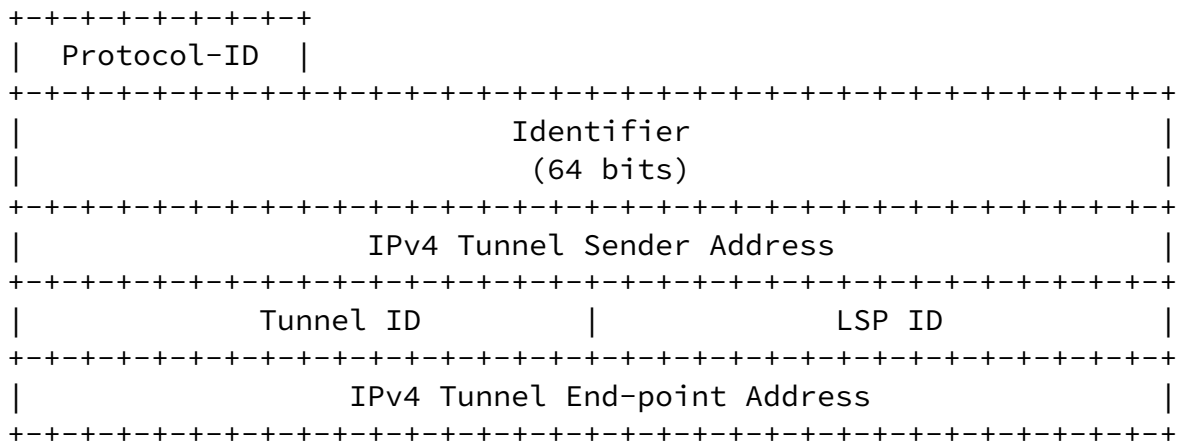 +-+-+-+-+-+-+-+-+
|  Protocol-ID  |
+-+-+-+-+-+-+-+-+-+-+-+-+-+-+-+-+-+-+-+-+-+-+-+-+-+-+-+-+-+-+-+-+
|                           Identifier                          |
|                            (64 bits)                          |
+-+-+-+-+-+-+-+-+-+-+-+-+-+-+-+-+-+-+-+-+-+-+-+-+-+-+-+-+-+-+-+-+
|                   IPv4 Tunnel Sender Address                  |
+-+-+-+-+-+-+-+-+-+-+-+-+-+-+-+-+-+-+-+-+-+-+-+-+-+-+-+-+-+-+-+-+
|             Tunnel ID         |             LSP ID            |
+-+-+-+-+-+-+-+-+-+-+-+-+-+-+-+-+-+-+-+-+-+-+-+-+-+-+-+-+-+-+-+-+
|                  IPv4 Tunnel End-point Address                |
+-+-+-+-+-+-+-+-+-+-+-+-+-+-+-+-+-+-+-+-+-+-+-+-+-+-+-+-+-+-+-+-+